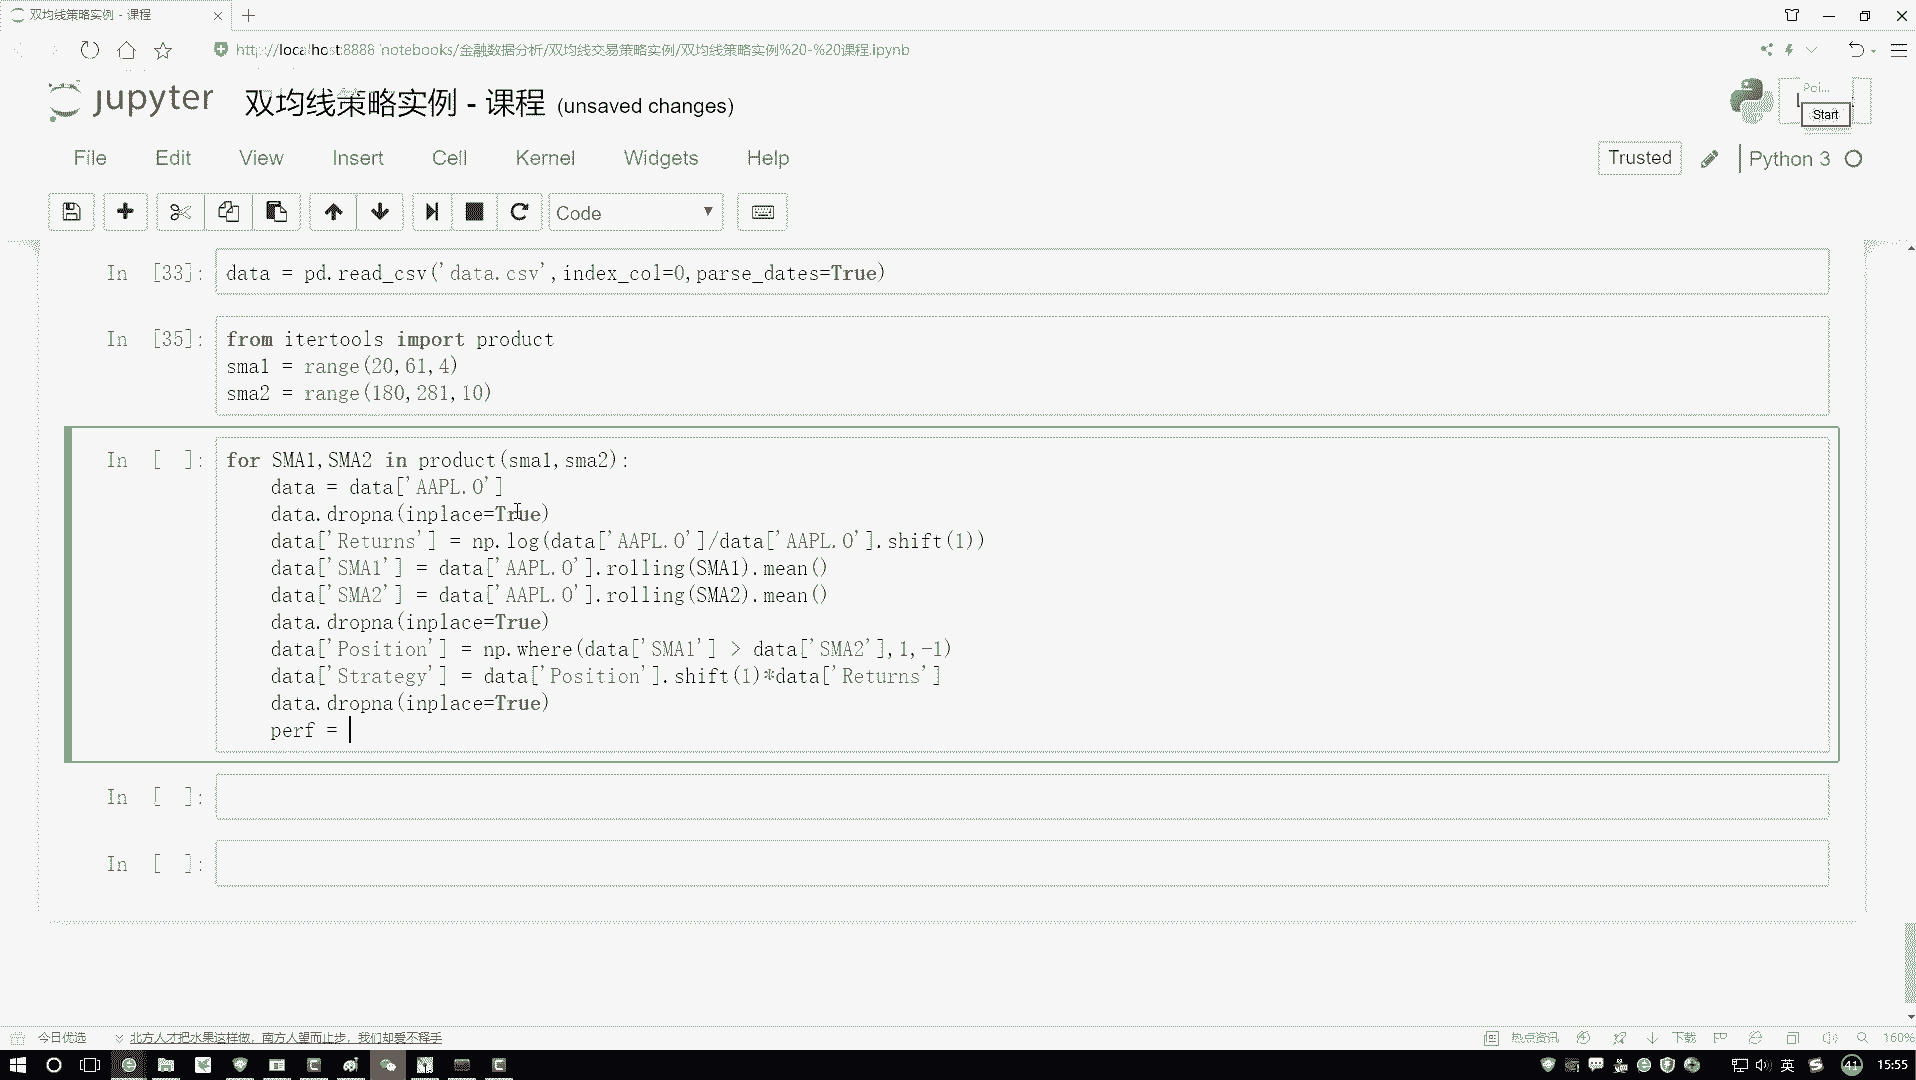 双均线策略实例 - 课程
http://localhost:8888/notebooks/金融数据分析/双均线交易策略实例/双均线策略实例%20-%20课程.ipynb
jupyter 双均线策略实例 - 课程 (unsaved changes)
Poi...
Start
File Edit View Insert Cell Kernel Widgets Help
Trusted Python 3
Code
In [33]: data = pd.read_csv('data.csv',index_col=0,parse_dates=True)
In [35]: from itertools import product
sma1 = range(20,61,4)
sma2 = range(180,281,10)
In [ ]: for SMA1,SMA2 in product(sma1,sma2):
data = data['AAPL.O']
data.dropna(inplace=True)
data['Returns'] = np.log(data['AAPL.O']/data['AAPL.O'].shift(1))
data['SMA1'] = data['AAPL.O'].rolling(SMA1).mean()
data['SMA2'] = data['AAPL.O'].rolling(SMA2).mean()
data.dropna(inplace=True)
data['Position'] = np.where(data['SMA1'] > data['SMA2'],1,-1)
data['Strategy'] = data['Position'].shift(1)*data['Returns']
data.dropna(inplace=True)
perf =
In [ ]:
In [ ]:
今日优选 北方人才把水果这样做，南方人望而止步，我们却爱不释手
热点资讯 下载 160%
英 41 15:55